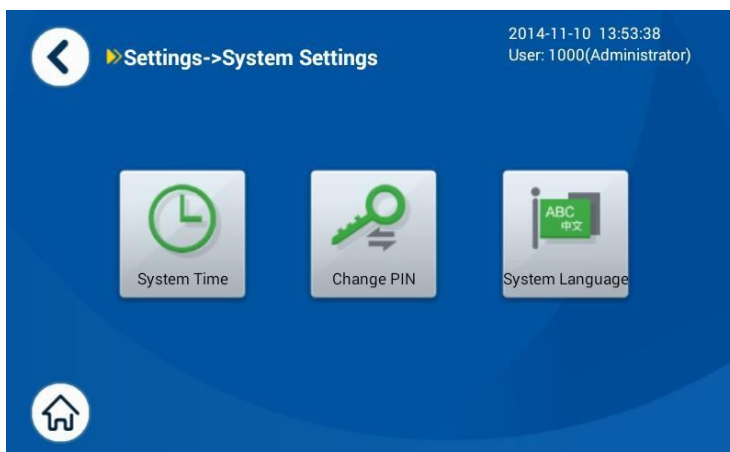 Settings->System Settings
2014-11-10 13:53:38
User: 1000(Administrator)
ABC
中文
System Time
Change PIN
System Language